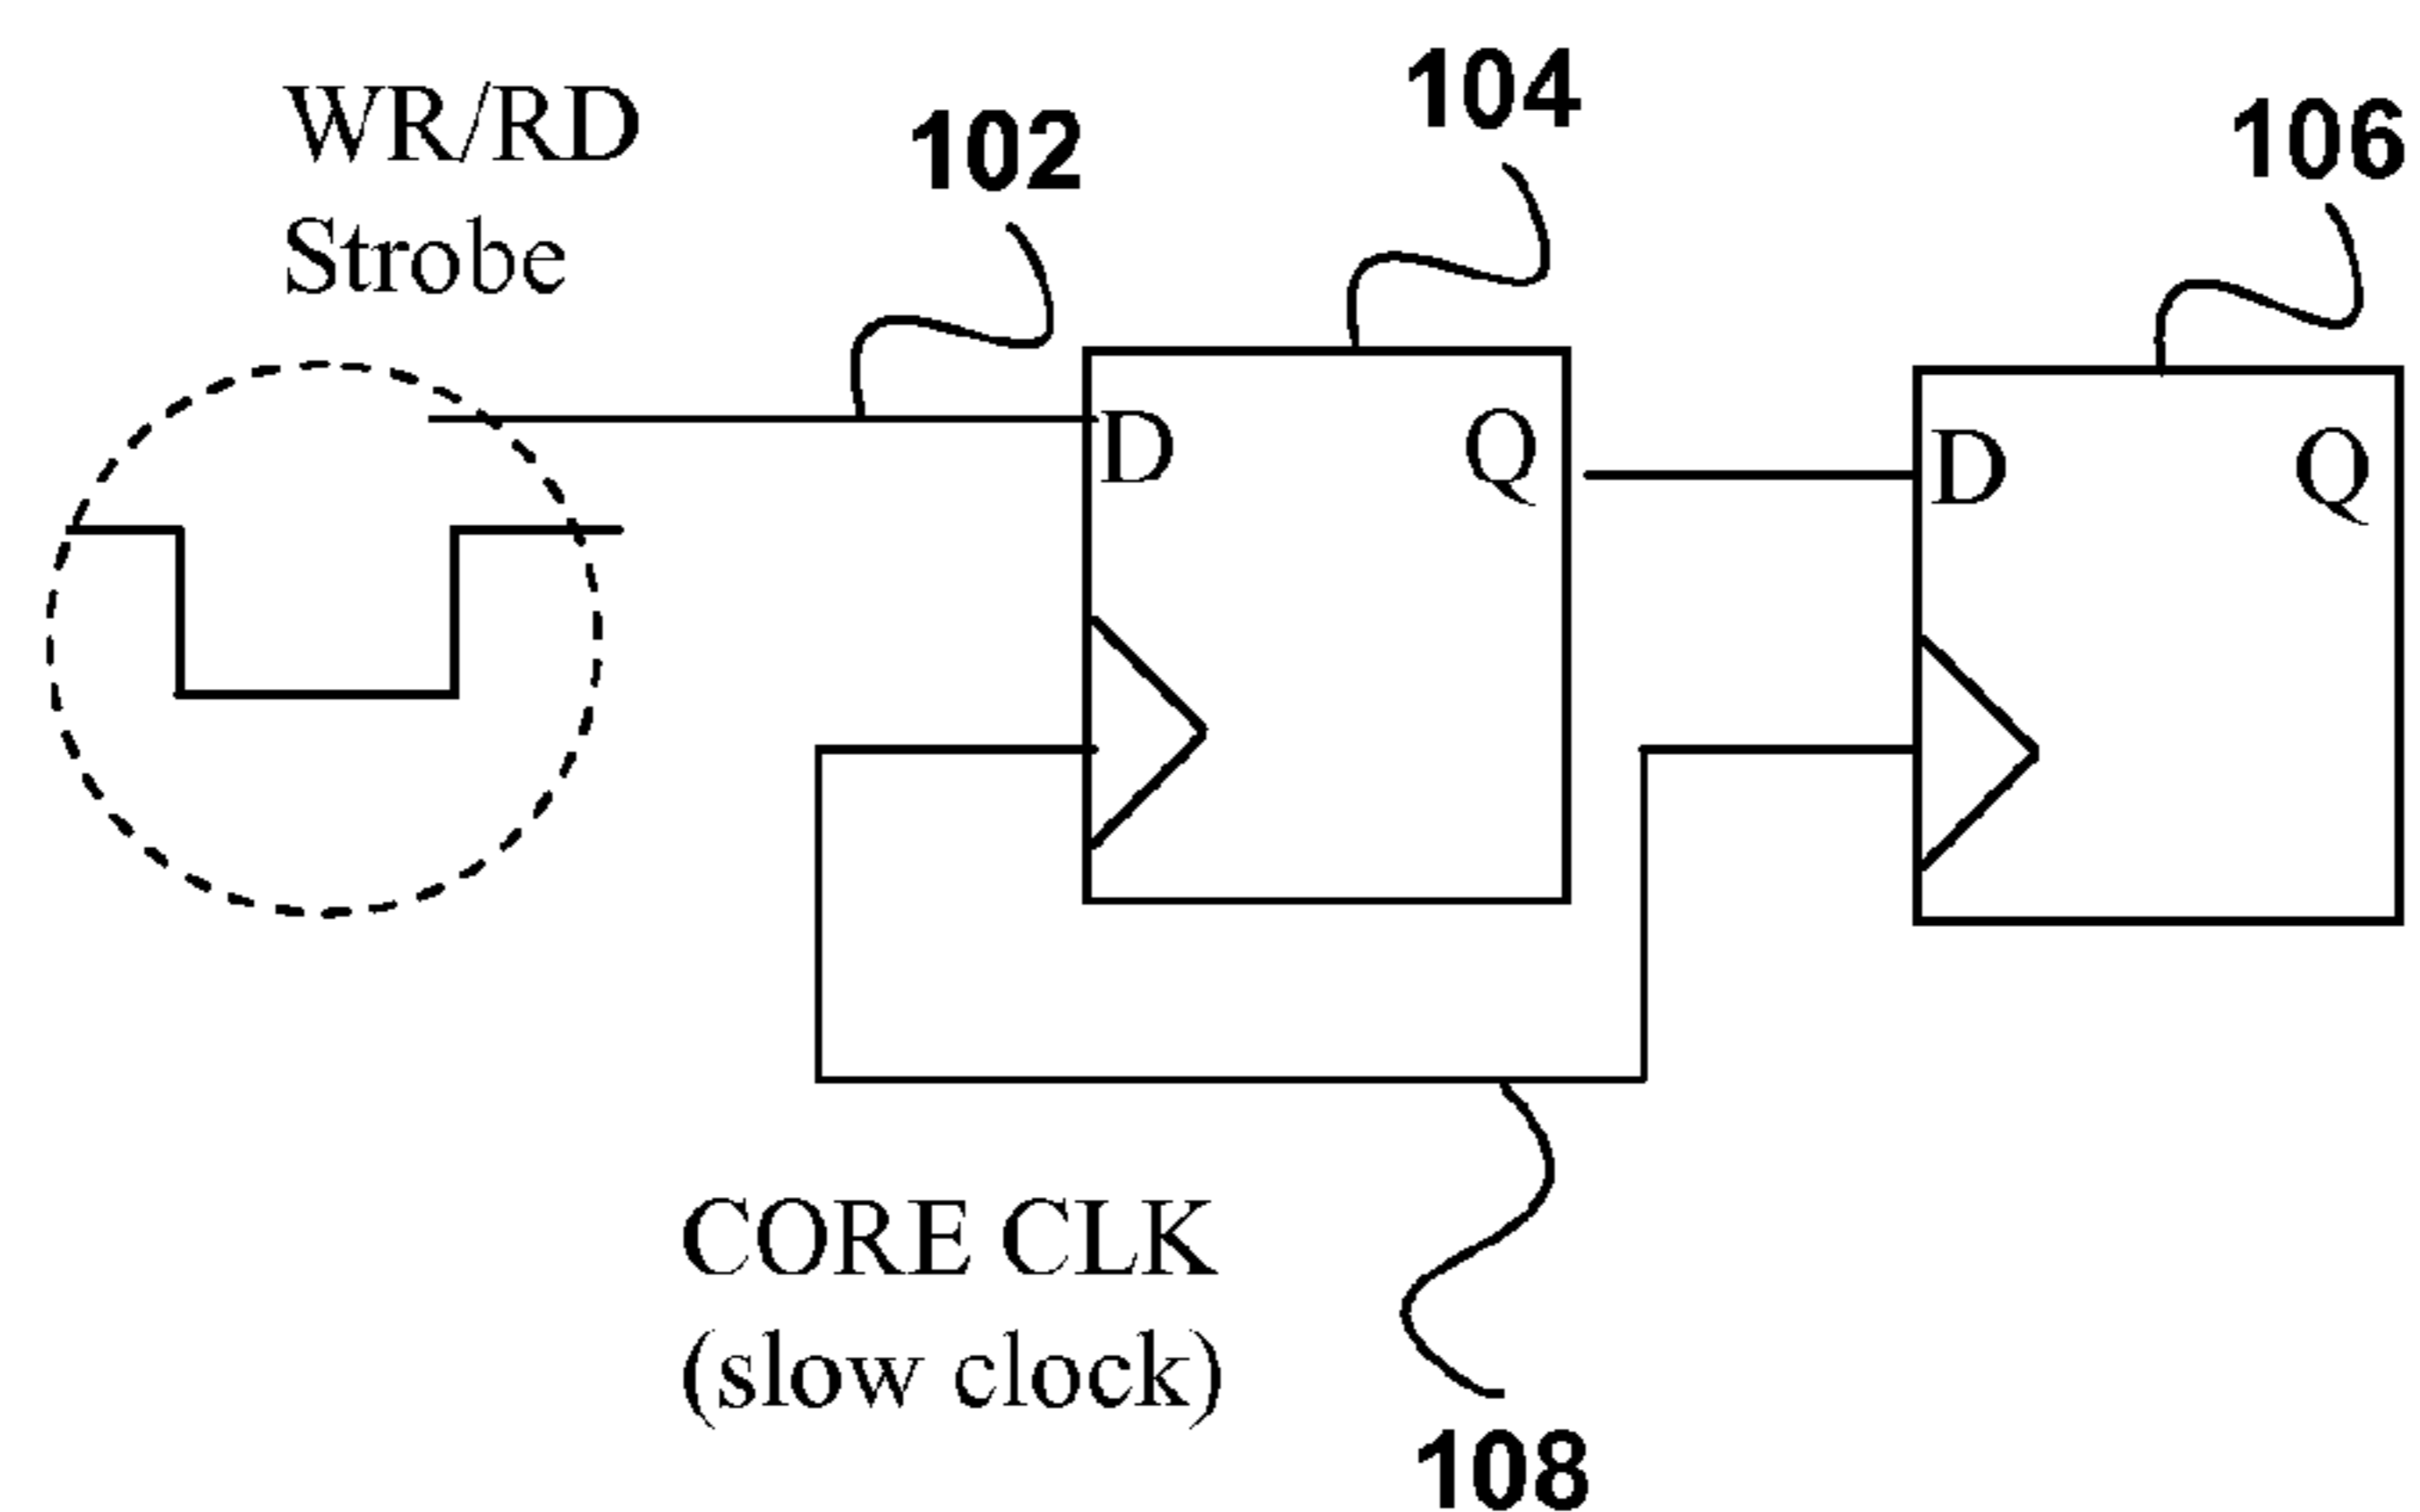 WR/RD
Strobe
102
104
106
D
Q
D
Q
CORE CLK
(slow clock)
108